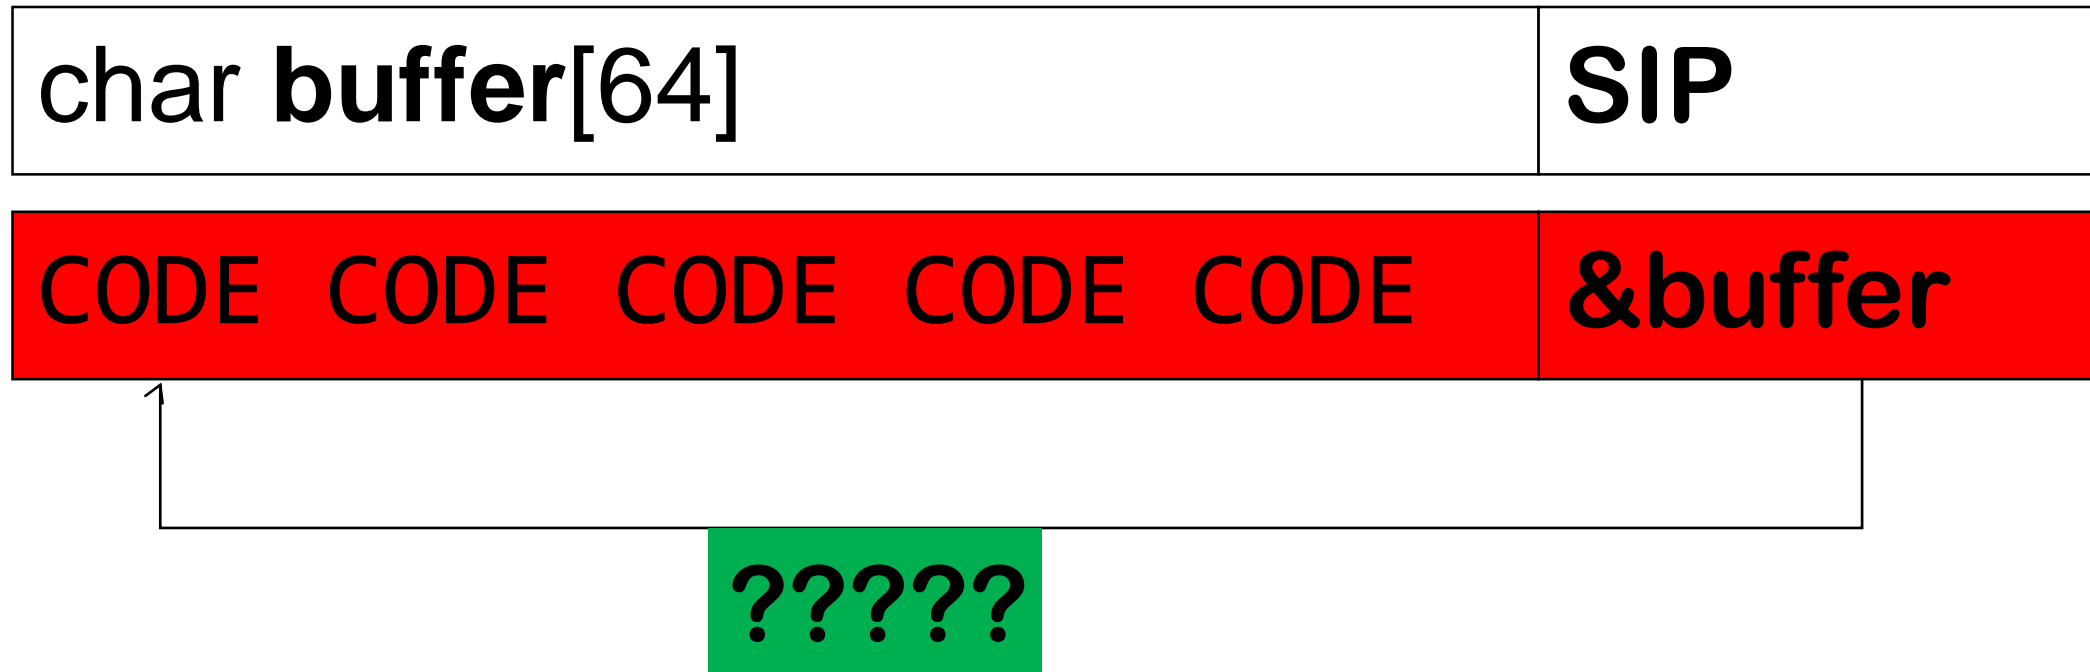 char buffer[64] SIP
CODE CODE CODE CODE CODE &buffer
?????